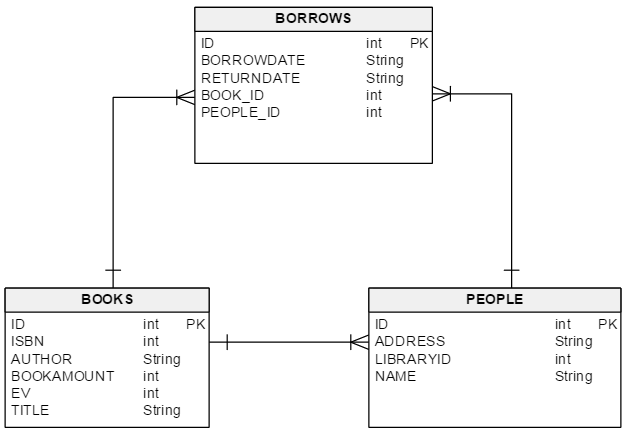 BORROWS
ID int PK
BORROWDATE String
RETURNDATE String
BOOK_ID int
PEOPLE_ID int
BOOKS
ID int PK
ISBN int
AUTHOR String
BOOKAMOUNT int
EV int
TITLE String
PEOPLE
ID int PK
ADDRESS String
LIBRARYID int
NAME String